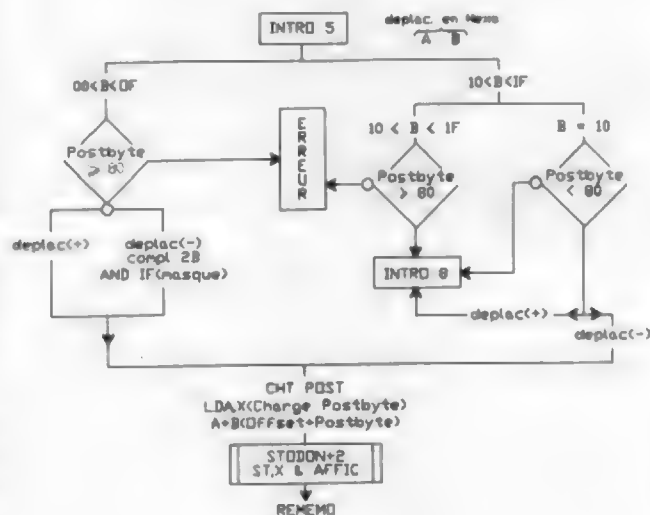 INTRO 5
deplac. en Hexa
A B
00<B<0F
10<B<1F
ERREUR
10 < B < 1F
B = 10
Postbyte
≥ 80
Postbyte
> 80
Postbyte
< 80
deplac(+)
deplac(-)
compl 2B
AND 1F(masque)
INTRO 8
deplac(+)
deplac(-)
CHT POST
LDA,X(Charge Postbyte)
A+B(Offset+Postbyte)
STODON+2
ST,X & AFFIC
REMEMO